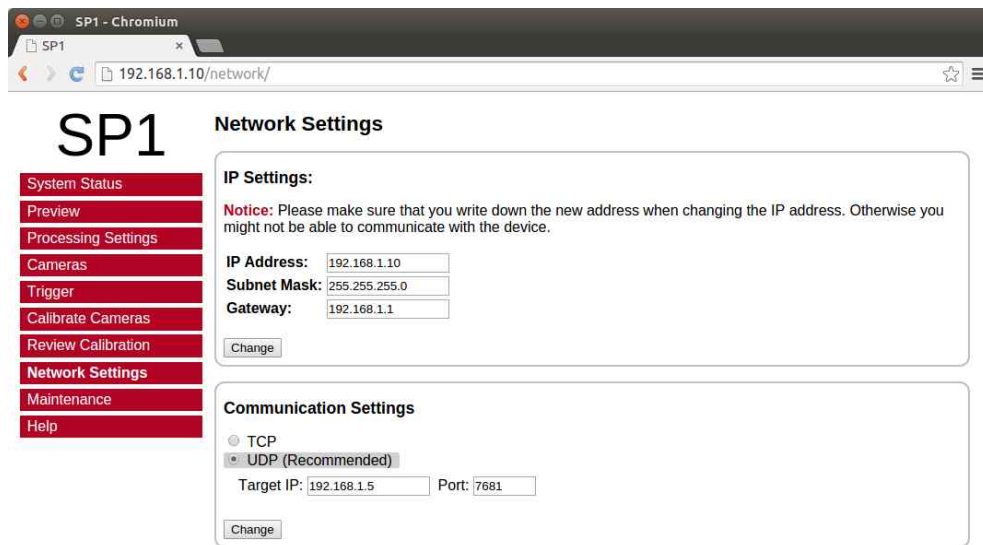 SP1 - Chromium
SP1
192.168.1.10/network/
SP1
System Status
Preview
Processing Settings
Cameras
Trigger
Calibrate Cameras
Review Calibration
Network Settings
Maintenance
Help
Network Settings
IP Settings:
Notice: Please make sure that you write down the new address when changing the IP address. Otherwise you
might not be able to communicate with the device.
IP Address: 192.168.1.10
Subnet Mask: 255.255.255.0
Gateway: 192.168.1.1
Change
Communication Settings
TCP
UDP (Recommended)
Target IP: 192.168.1.5 Port: 7681
Change